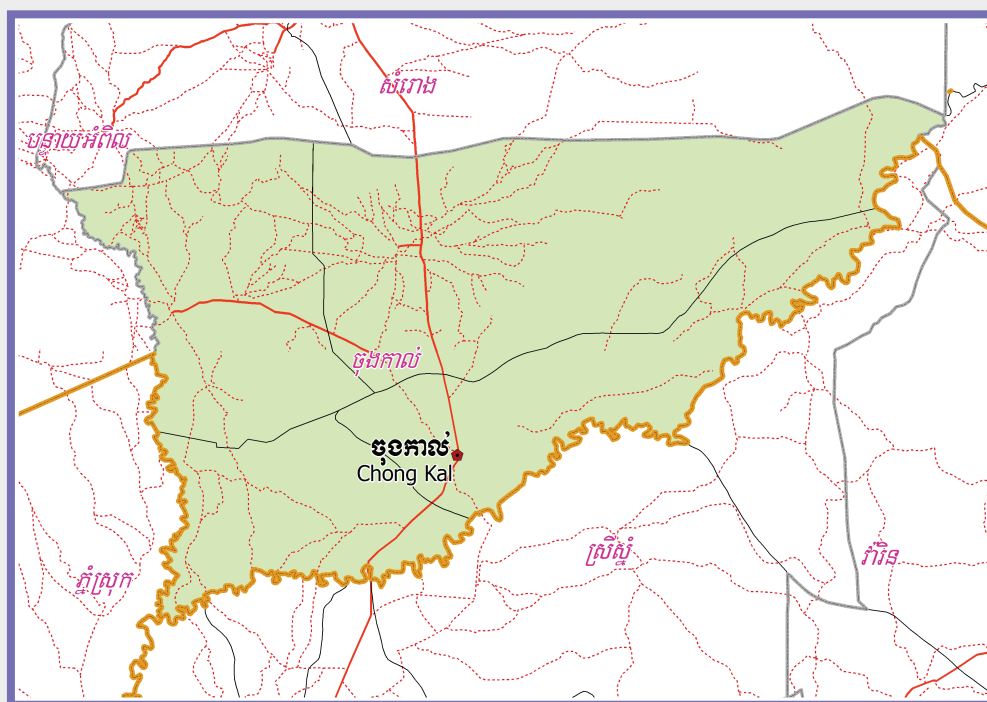 សំរោង
បន្ទាយអំពិល
ចុងកាល់
ចុងកាល់
Chong Kal
ស្រីស្នំ
វ៉ារិន
ភ្នំស្រុក